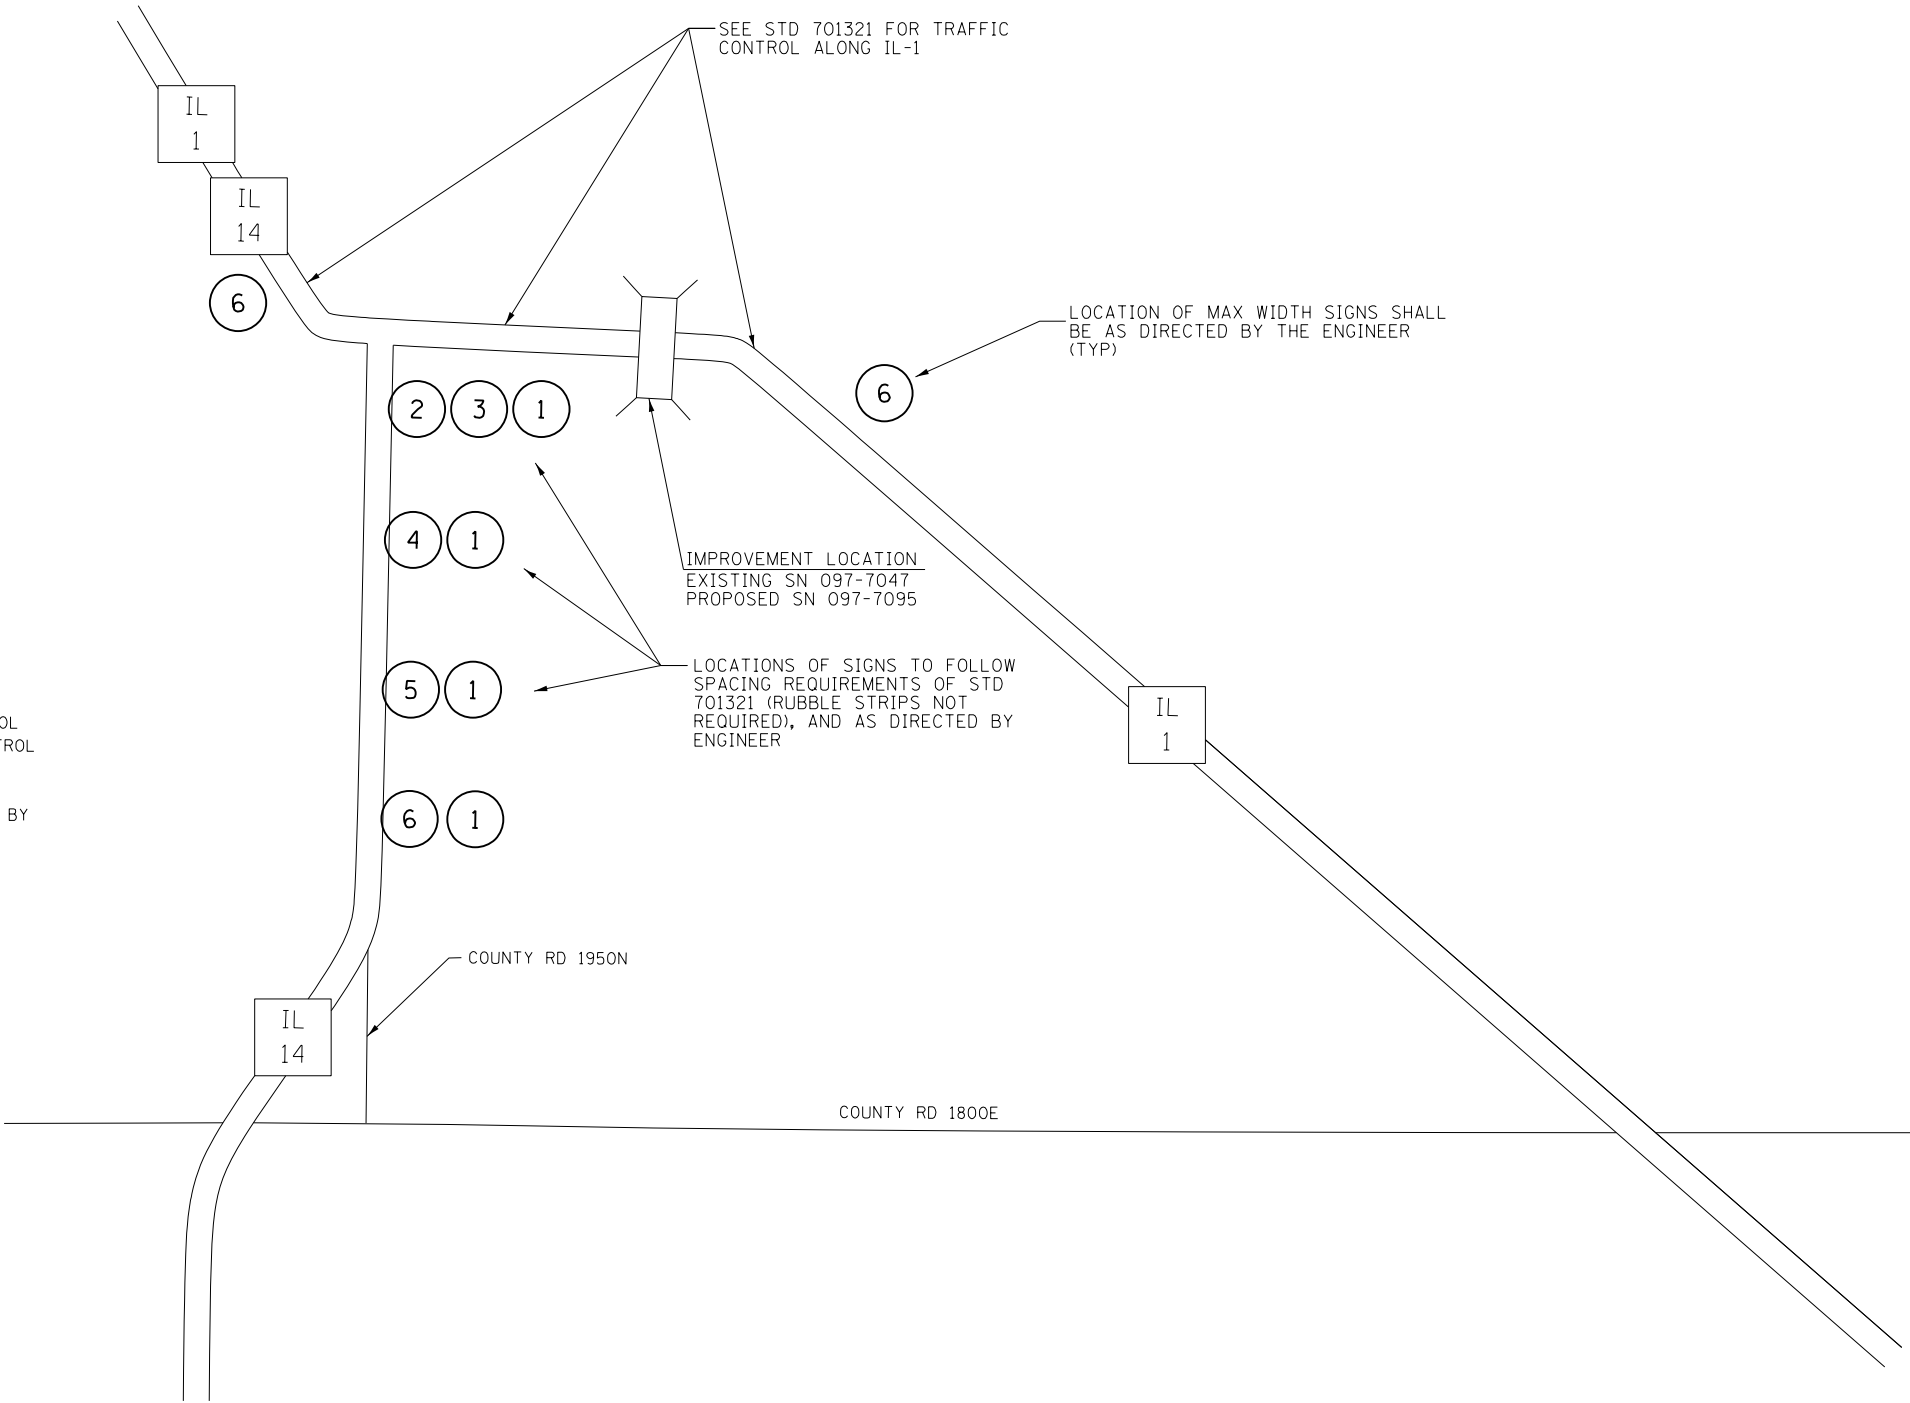 SEE STD 701321 FOR TRAFFIC
CONTROL ALONG IL-1
IL
1
IL
14
6
LOCATION OF MAX WIDTH SIGNS SHALL
BE AS DIRECTED BY THE ENGINEER
(TYP)
6
2 3 1
4 1
IMPROVEMENT LOCATION
EXISTING SN 097-7047
PROPOSED SN 097-7095
5 1
LOCATIONS OF SIGNS TO FOLLOW
SPACING REQUIREMENTS OF STD
701321 (RUBBLE STRIPS NOT
REQUIRED), AND AS DIRECTED BY
ENGINEER
IL
1
OL
TROL
BY
6 1
COUNTY RD 1950N
IL
14
COUNTY RD 1800E